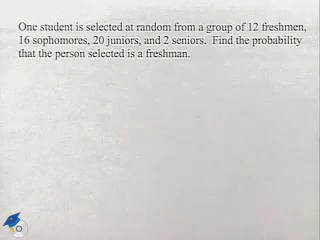 One student is selected at random from a group of 12 freshmen,
16 sophomores, 20 juniors, and 2 seniors. Find the probability
that the person selected is a freshman.